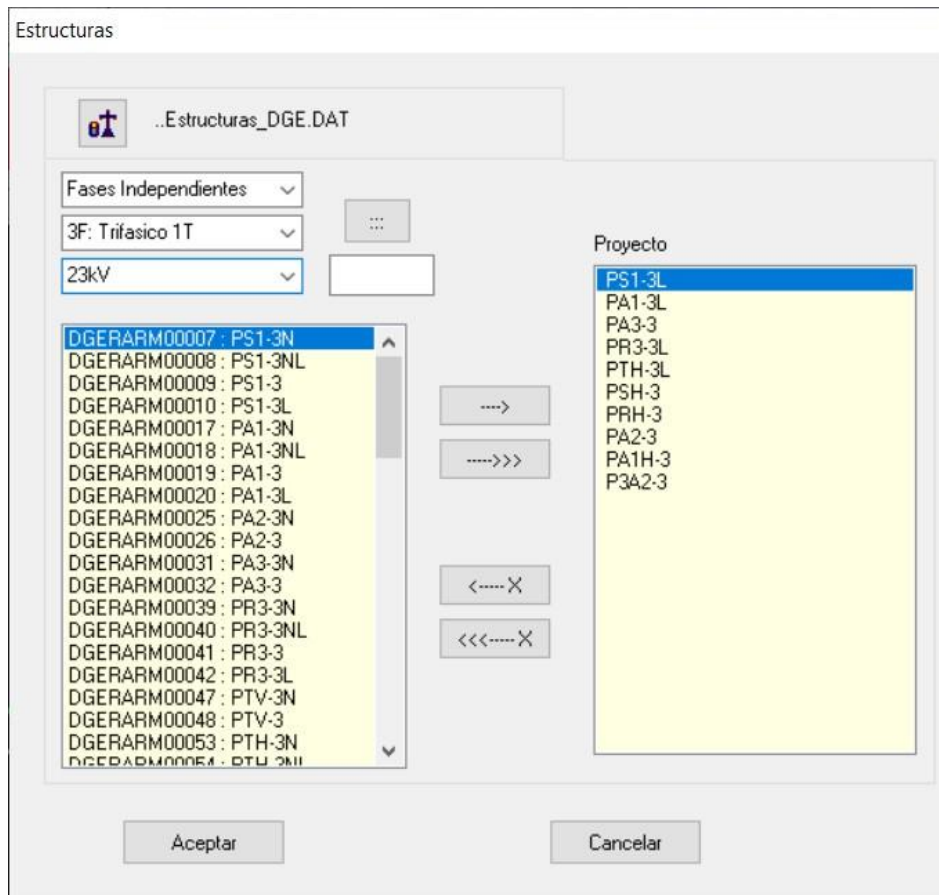 Estructuras
..Estructuras_DGE.DAT
Fases Independientes
3F: Trifasico 1T
:::
23kV
Proyecto
DGERARM00007 : PS1-3N
DGERARM00008 : PS1-3NL
DGERARM00009 : PS1-3
DGERARM00010 : PS1-3L
DGERARM00017 : PA1-3N
DGERARM00018 : PA1-3NL
DGERARM00019 : PA1-3
DGERARM00020 : PA1-3L
DGERARM00025 : PA2-3N
DGERARM00026 : PA2-3
DGERARM00031 : PA3-3N
DGERARM00032 : PA3-3
DGERARM00039 : PR3-3N
DGERARM00040 : PR3-3NL
DGERARM00041 : PR3-3
DGERARM00042 : PR3-3L
DGERARM00047 : PTV-3N
DGERARM00048 : PTV-3
DGERARM00053 : PTH-3N
DGERARM00054 : PTH-3NL
---->
----->>>
<-----X
<<<-----X
PS1-3L
PA1-3L
PA3-3
PR3-3L
PTH-3L
PSH-3
PRH-3
PA2-3
PA1H-3
P3A2-3
Aceptar
Cancelar